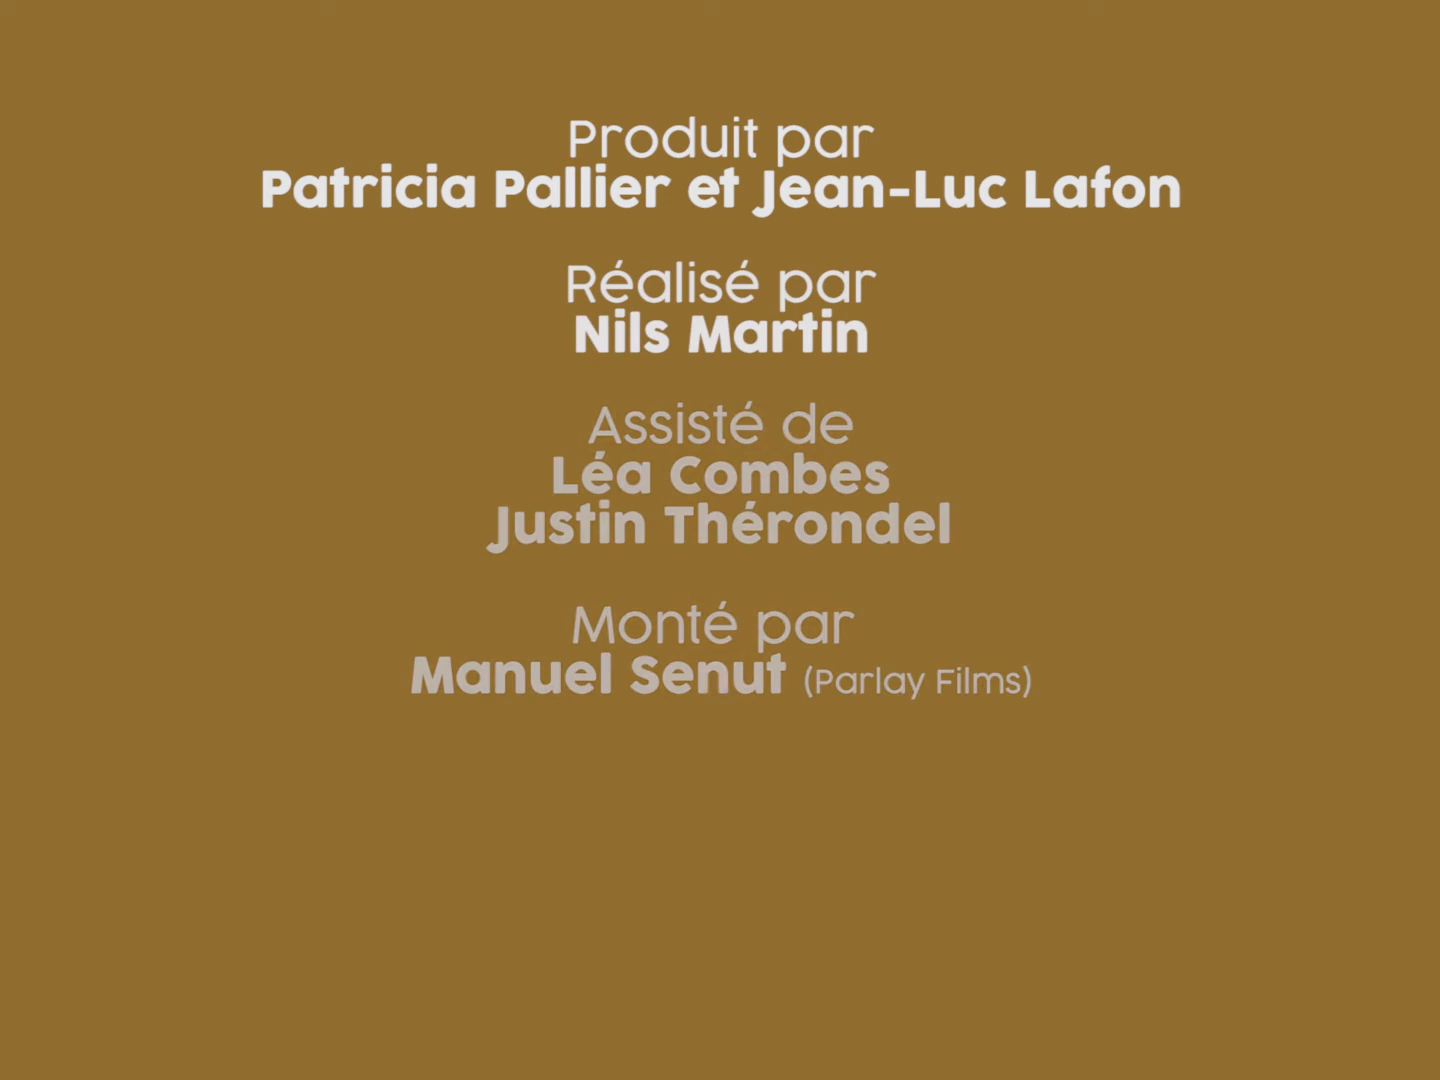 Produit par
Patricia Pallier et Jean-Luc Lafon
Réalisé par
Nils Martin
Assisté de
Léa Combes
Justin Thérondel
Monté par
Manuel Senut (Parlay Films)